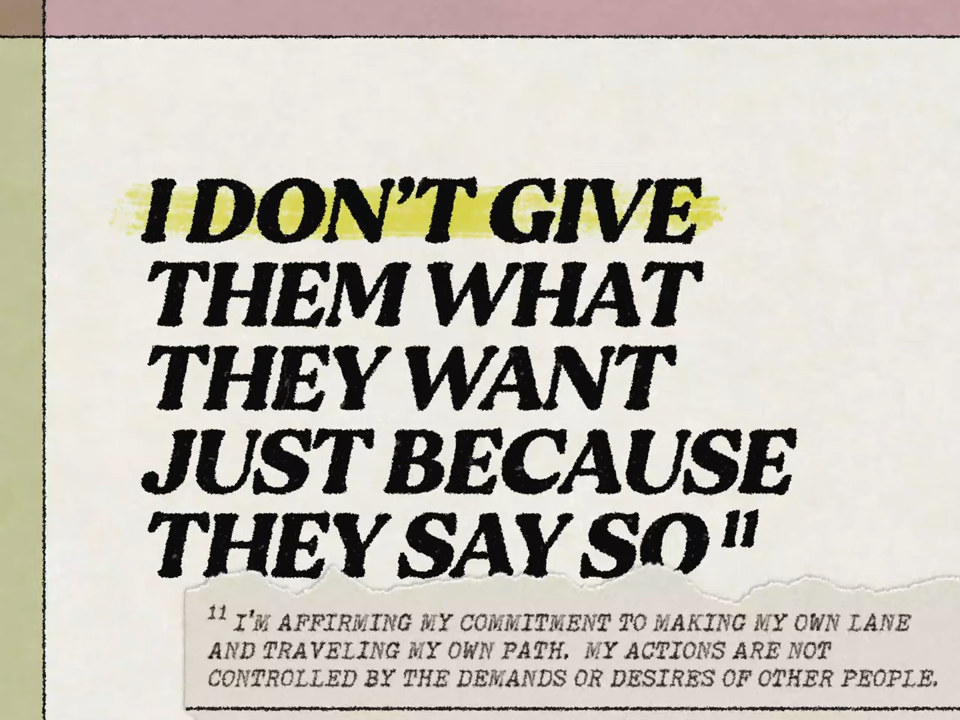 I DON'T GIVE
THEM WHAT
THEY WANT
JUST BECAUSE
THEY SAY SO 11
11 I'M AFFIRMING MY COMMITMENT TO MAKING MY OWN LANE
AND TRAVELING MY OWN PATH. MY ACTIONS ARE NOT
CONTROLLED BY THE DEMANDS OR DESIRES OF OTHER PEOPLE.